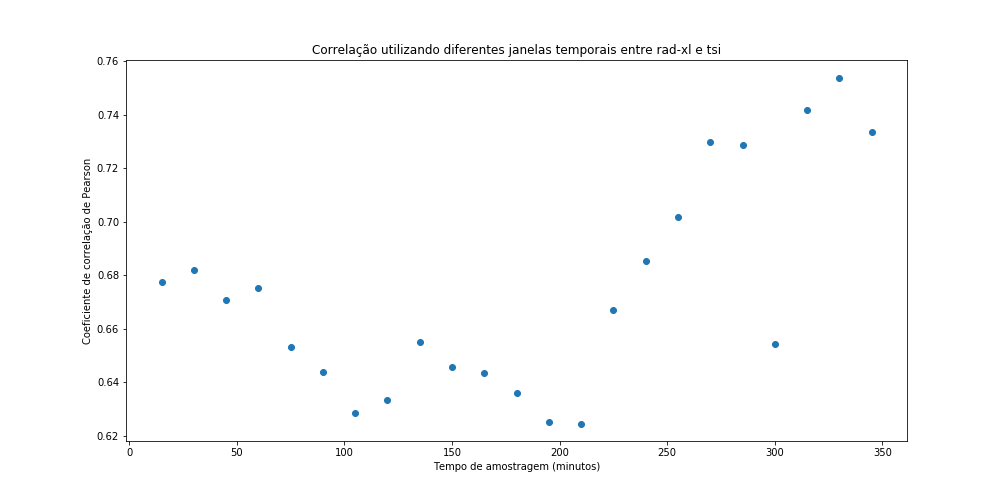 Correlação utilizando diferentes janelas temporais entre rad-xl e tsi
Coeficiente de correlação de Pearson
0.76
0.74
0.72
0.70
0.68
0.66
0.64
0.62
0 50 100 150 200 250 300 350
Tempo de amostragem (minutos)